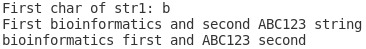 First char of str1: b
First bioinformatics and second ABC123 string
bioinformatics first and ABC123 second